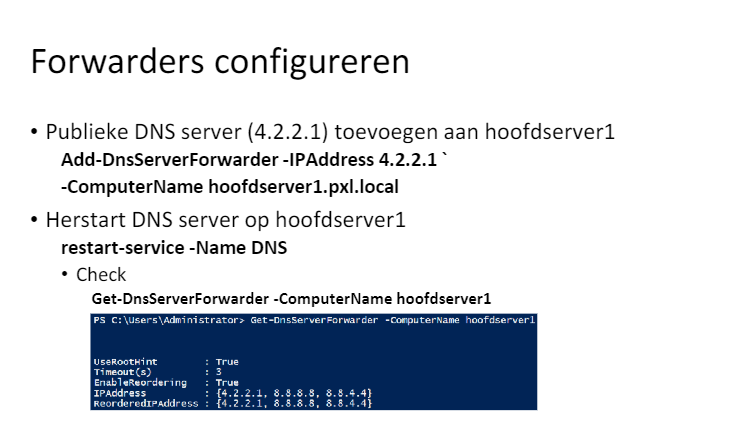 Forwarders configureren
• Publieke DNS server (4.2.2.1) toevoegen aan hoofdserver1
Add-DnsServerForwarder -IPAddress 4.2.2.1 `
-ComputerName hoofdserver1.pxl.local
• Herstart DNS server op hoofdserver1
restart-service -Name DNS
• Check
Get-DnsServerForwarder -ComputerName hoofdserver1
PS C:\Users\Administrator> Get-DnsServerForwarder -ComputerName hoofdserver1
UseRootHint : True
Timeout(s) : 3
EnableReordering : True
IPAddress : {4.2.2.1, 8.8.8.8, 8.8.4.4}
ReorderedIPAddress : {4.2.2.1, 8.8.8.8, 8.8.4.4}